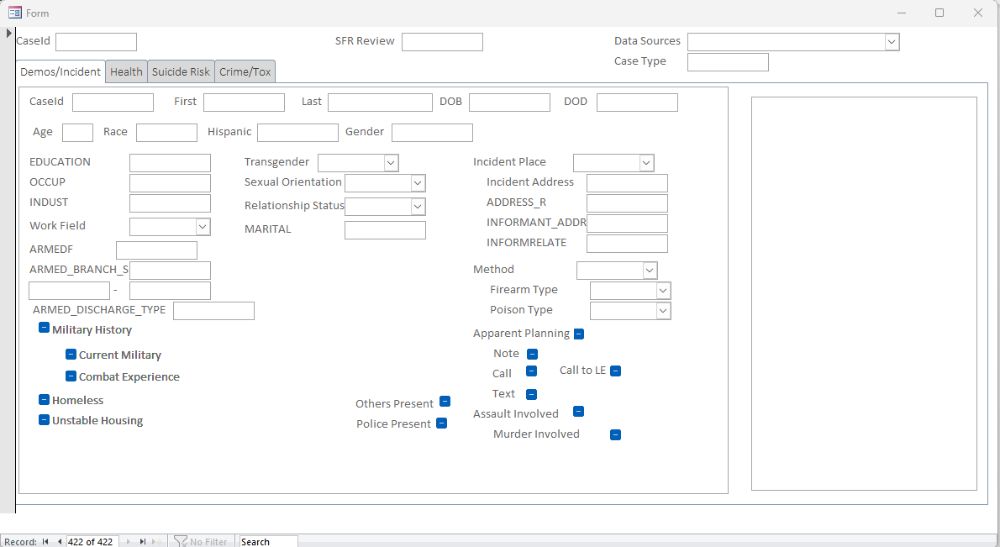 Form
CaseId SFR Review Data Sources
Case Type
Demos/Incident Health Suicide Risk Crime/Tox
CaseId First Last DOB DOD
Age Race Hispanic Gender
EDUCATION Transgender Incident Place
OCCUP Sexual Orientation Incident Address
INDUST Relationship Status ADDRESS_R
Work Field MARITAL INFORMANT_ADDR
ARMEDF INFORMRELATE
ARMED_BRANCH_S Method
- Firearm Type
ARMED_DISCHARGE_TYPE Poison Type
Military History Apparent Planning
Current Military Note
Combat Experience Call Call to LE
Homeless Others Present Text
Unstable Housing Police Present Assault Involved
Murder Involved
Record: 422 of 422 No Filter Search